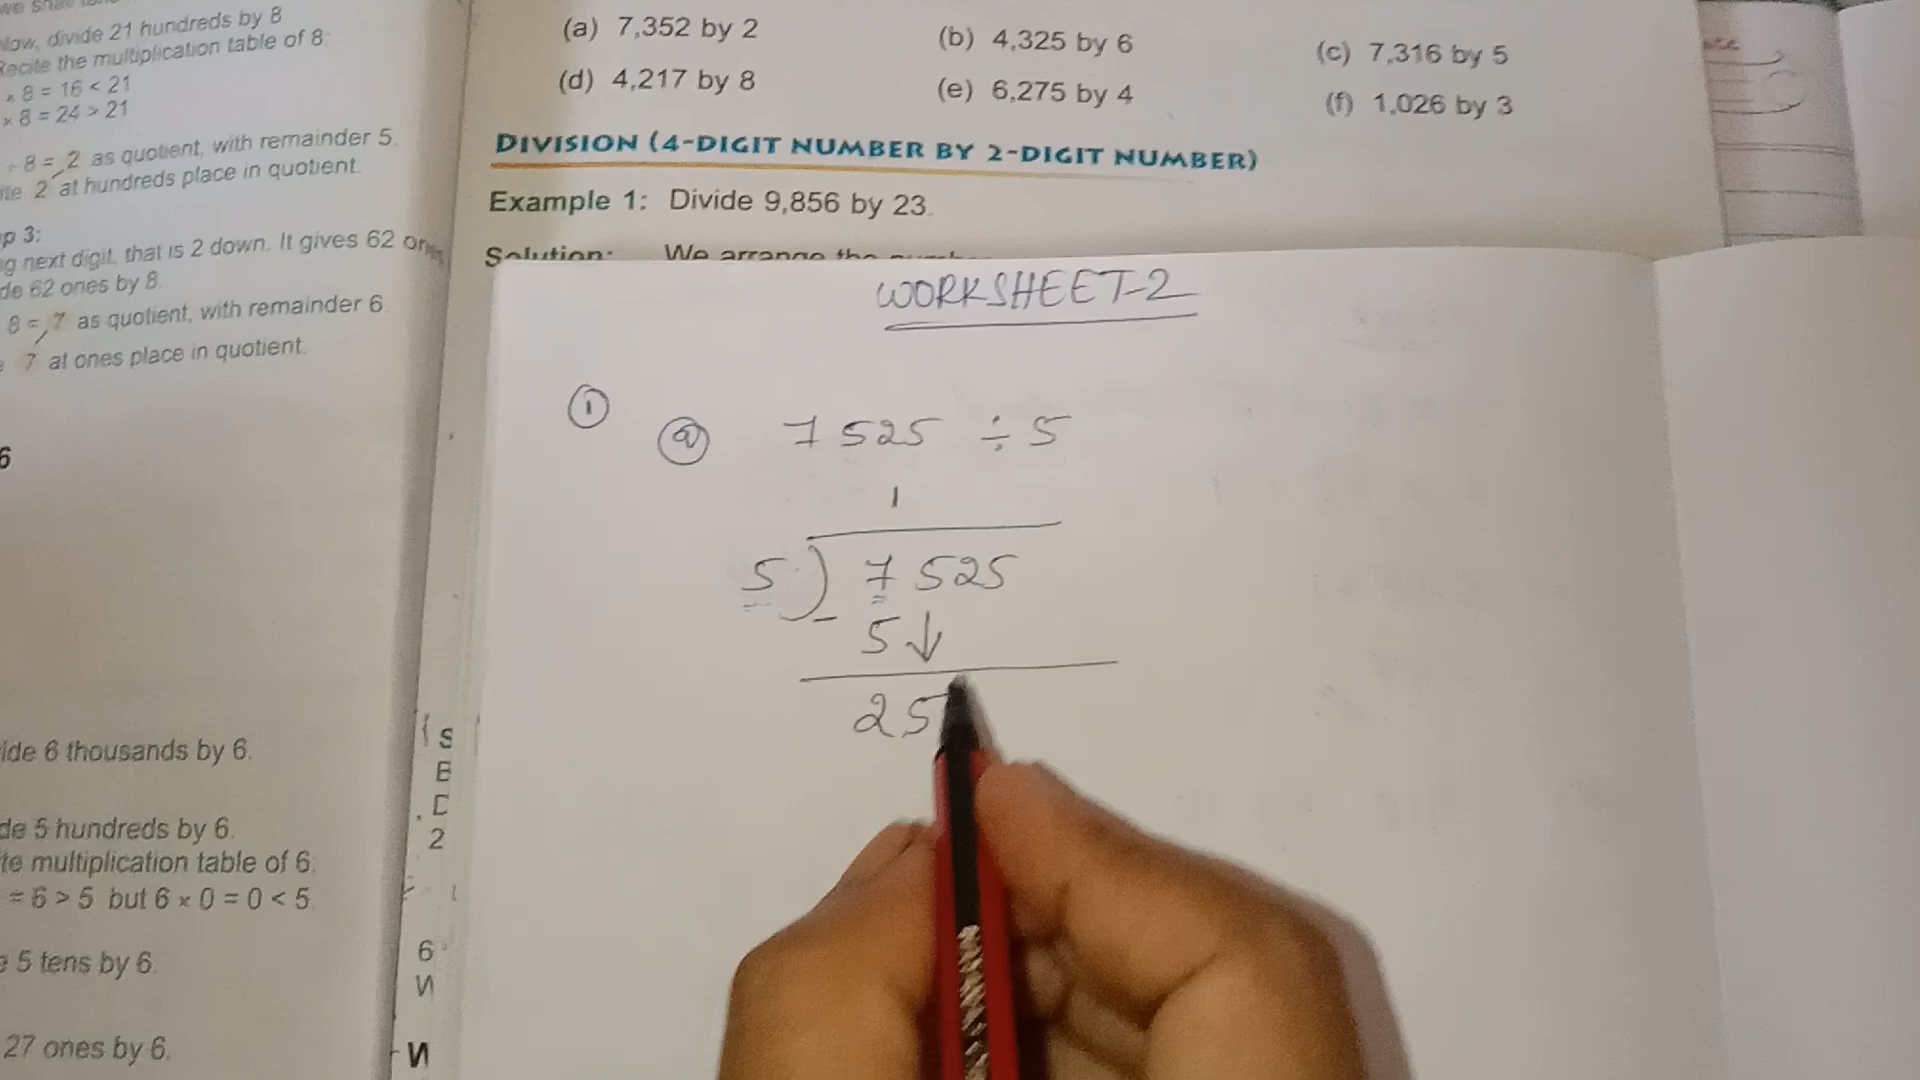 Now, divide 21 hundreds by 8
Recite the multiplication table of 8:
× 8 = 16 < 21
× 8 = 24 > 21
÷ 8 = 2 as quotient, with remainder 5.
2 at hundreds place in quotient.
p 3:
g next digit, that is 2 down. It gives 62
de 62 ones by 8.
8 = 7 as quotient, with remainder 6.
7 at ones place in quotient.
6
ide 6 thousands by 6.
de 5 hundreds by 6.
te multiplication table of 6:
= 6 > 5 but 6 × 0 = 0 < 5.
e 5 tens by 6.
27 ones by 6.
S
E
D
2
6
(a) 7,352 by 2
(b) 4,325 by 6
(c) 7,316 by 5
(d) 4,217 by 8
(e) 6,275 by 4
(f) 1,026 by 3
DIVISION (4-DIGIT NUMBER BY 2-DIGIT NUMBER)
Example 1: Divide 9,856 by 23.
Solution: We arrange the
WORKSHEET-2
1
a 7525 ÷ 5
1
5) 7525
- 5↓
25